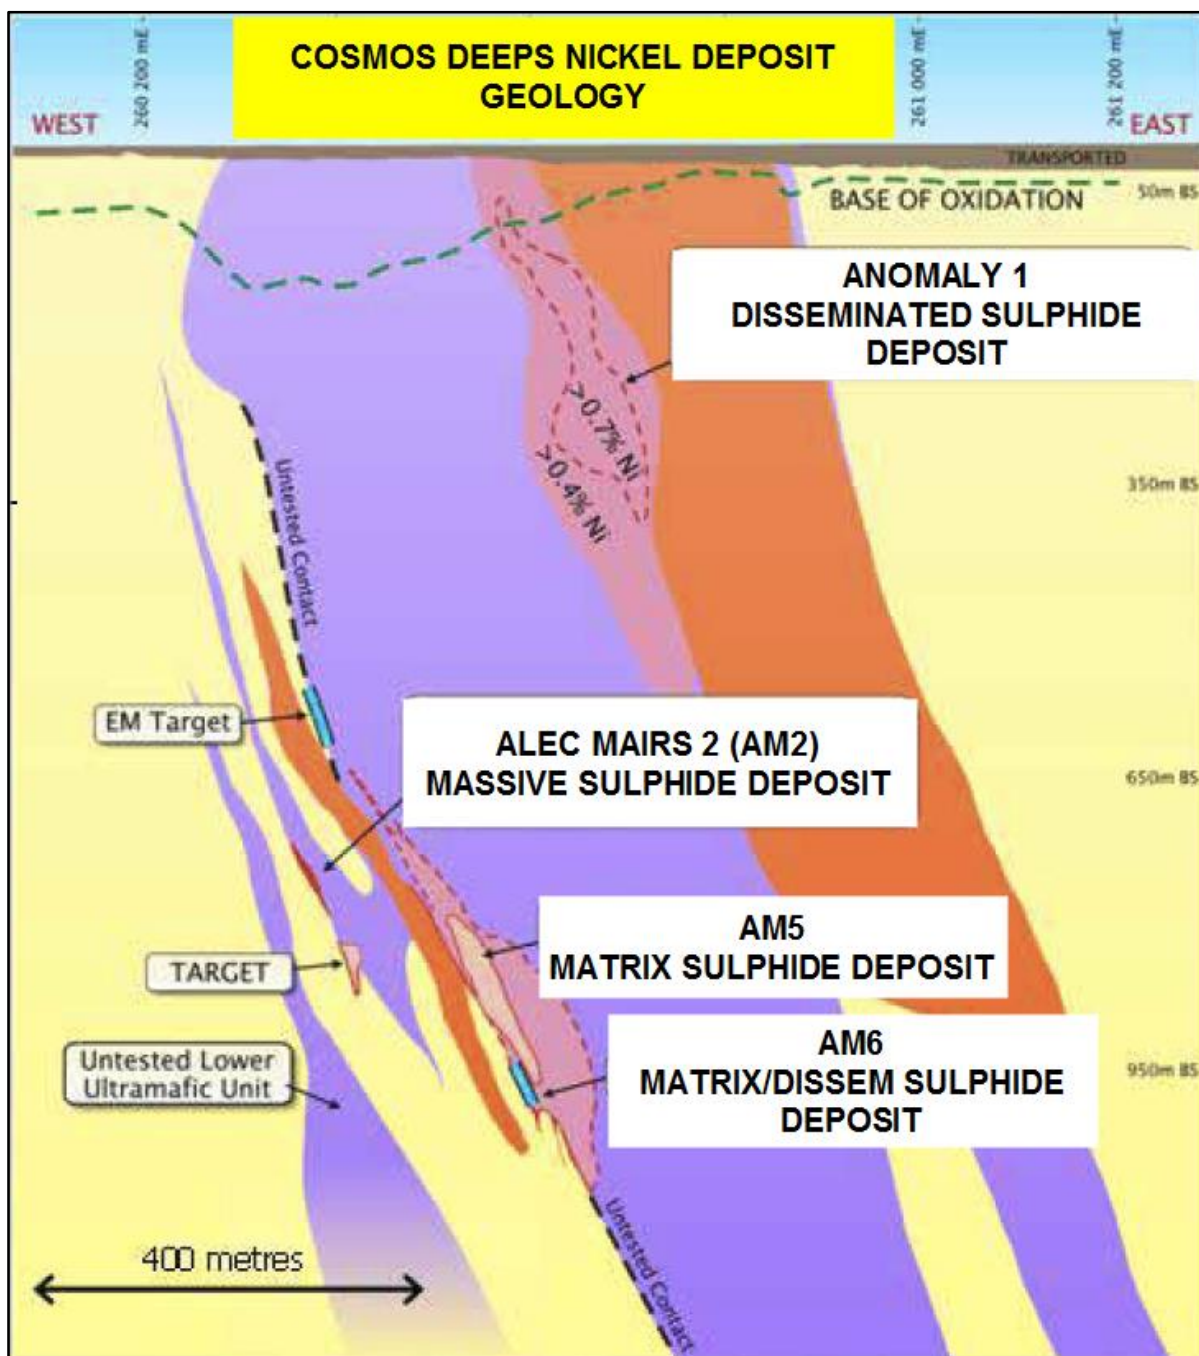 COSMOS DEEPS NICKEL DEPOSIT
GEOLOGY
WEST
260 200 mE
261 000 mE
261 200 mE
EAST
TRANSPORTED
BASE OF OXIDATION
50m BS
ANOMALY 1
DISSEMINATED SULPHIDE
DEPOSIT
>0.7% Ni
>0.4% Ni
350m BS
Untested Contact
EM Target
ALEC MAIRS 2 (AM2)
MASSIVE SULPHIDE DEPOSIT
650m BS
AM5
MATRIX SULPHIDE DEPOSIT
TARGET
AM6
MATRIX/DISSEM SULPHIDE
DEPOSIT
Untested Lower
Ultramafic Unit
950m BS
Untested Contact
400 metres